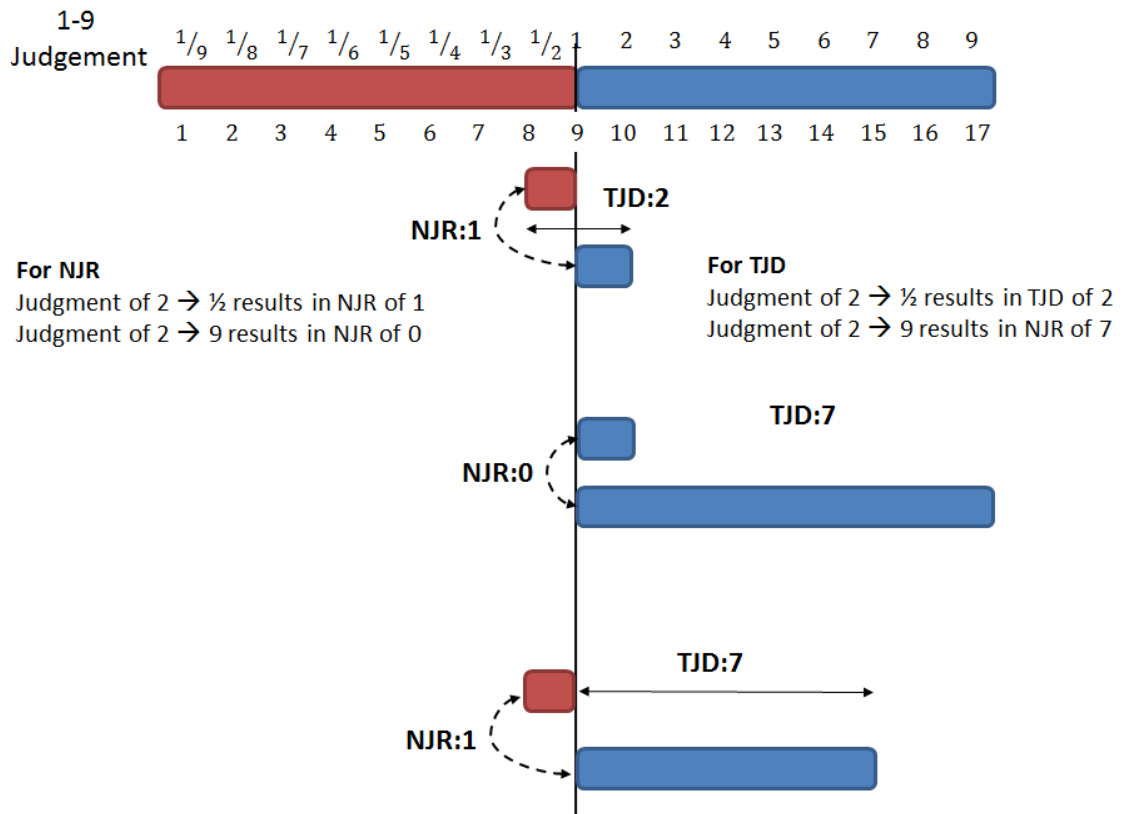 1-9
Judgement
1/9 1/8 1/7 1/6 1/5 1/4 1/3 1/2 1 2 3 4 5 6 7 8 9
1 2 3 4 5 6 7 8 9 10 11 12 13 14 15 16 17
TJD:2
NJR:1
For NJR
Judgment of 2 → ½ results in NJR of 1
Judgment of 2 → 9 results in NJR of 0
For TJD
Judgment of 2 → ½ results in TJD of 2
Judgment of 2 → 9 results in NJR of 7
TJD:7
NJR:0
TJD:7
NJR:1